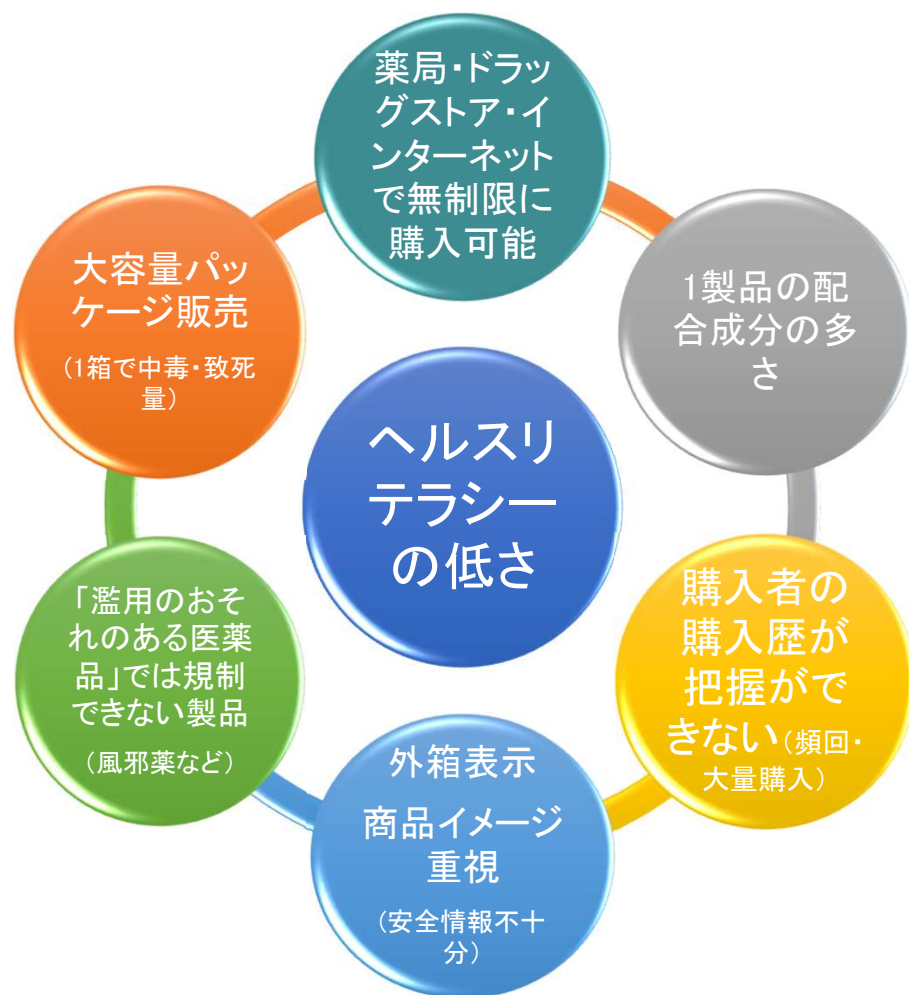 薬局・ドラッ
グストア・イ
ンターネット
で無制限に
購入可能
1製品の配
合成分の多
さ
購入者の
購入歴が
把握がで
きない(頻回・
大量購入)
外箱表示
商品イメージ
重視
(安全情報不十
分)
「濫用のおそ
れのある医薬
品」では規制
できない製品
(風邪薬など)
大容量パッ
ケージ販売
(1箱で中毒・致死
量)
ヘルスリ
テラシー
の低さ